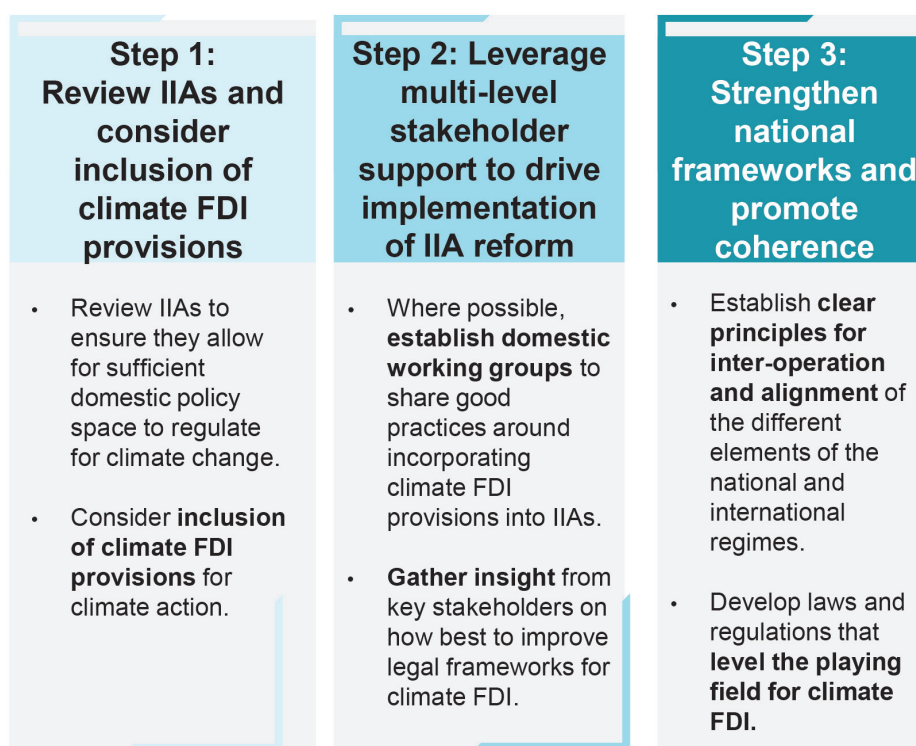 Step 1:
Review IIAs and
consider
inclusion of
climate FDI
provisions
• Review IIAs to
ensure they allow
for sufficient
domestic policy
space to regulate
for climate change.
• Consider inclusion
of climate FDI
provisions for
climate action.
Step 2: Leverage
multi-level
stakeholder
support to drive
implementation
of IIA reform
• Where possible,
establish domestic
working groups to
share good
practices around
incorporating
climate FDI
provisions into IIAs.
• Gather insight from
key stakeholders on
how best to improve
legal frameworks for
climate FDI.
Step 3:
Strengthen
national
frameworks and
promote
coherence
• Establish clear
principles for
inter-operation
and alignment of
the different
elements of the
national and
international
regimes.
• Develop laws and
regulations that
level the playing
field for climate
FDI.